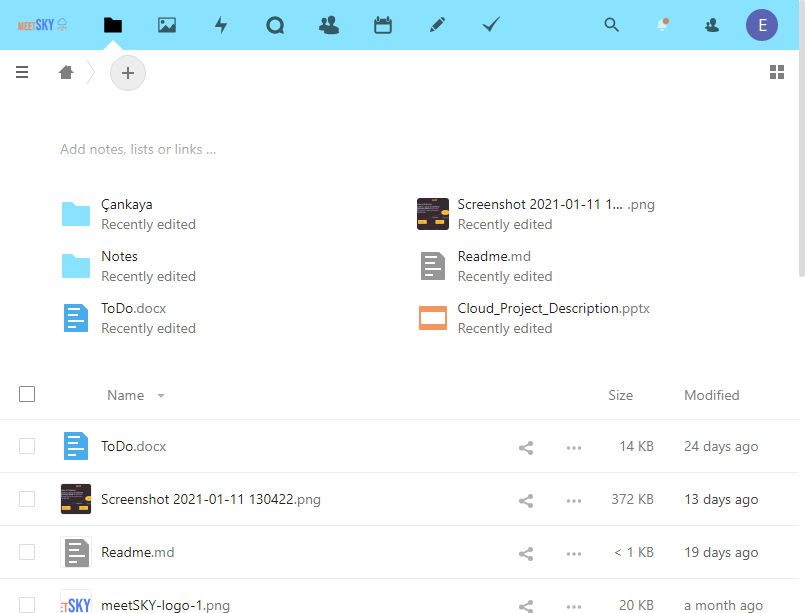 meetSKY
E
Add notes, lists or links ...
Çankaya
Recently edited
Screenshot 2021-01-11 1... .png
Recently edited
Notes
Recently edited
Readme.md
Recently edited
ToDo.docx
Recently edited
Cloud_Project_Description.pptx
Recently edited
Name Size Modified
ToDo.docx 14 KB 24 days ago
Screenshot 2021-01-11 130422.png 372 KB 13 days ago
Readme.md < 1 KB 19 days ago
etSKY meetSKY-logo-1.png 20 KB a month ago